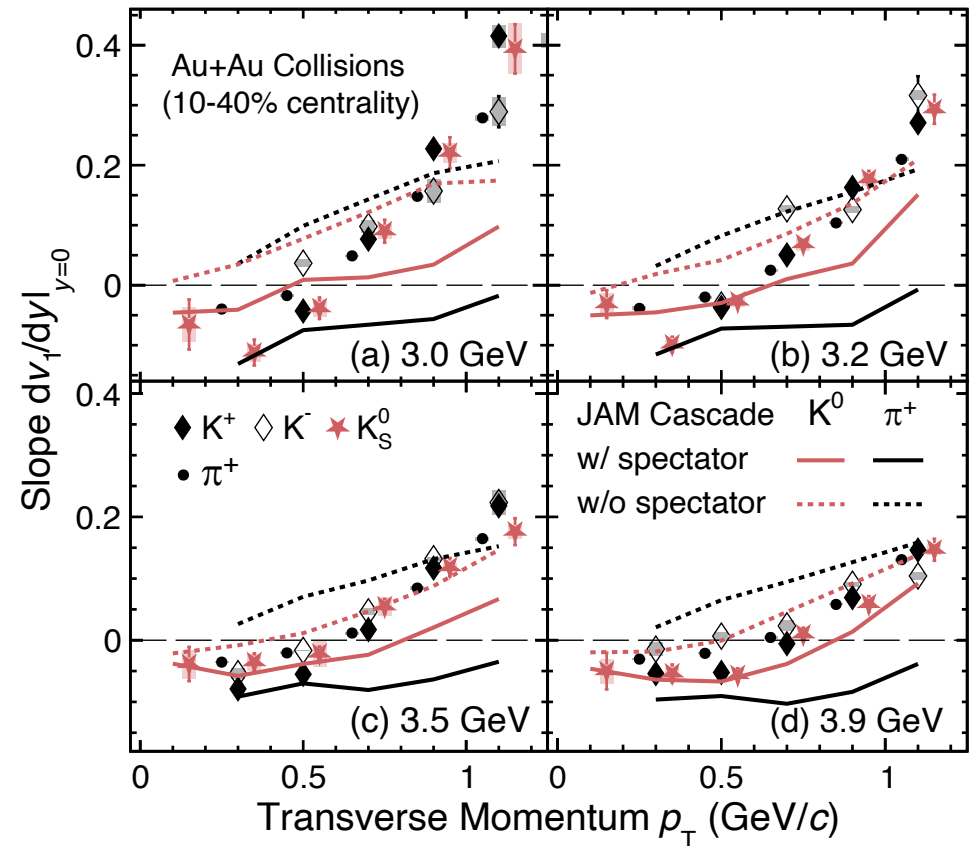 Slope dv₁/dy|y=0
0.4
0.2
0
Au+Au Collisions
(10-40% centrality)
(a) 3.0 GeV
(b) 3.2 GeV
0.4
0.2
0
K⁺ K⁻ K⁰S
π⁺
(c) 3.5 GeV
JAM Cascade K⁰ π⁺
w/ spectator
w/o spectator
(d) 3.9 GeV
0 0.5 1 0 0.5 1
Transverse Momentum pT (GeV/c)